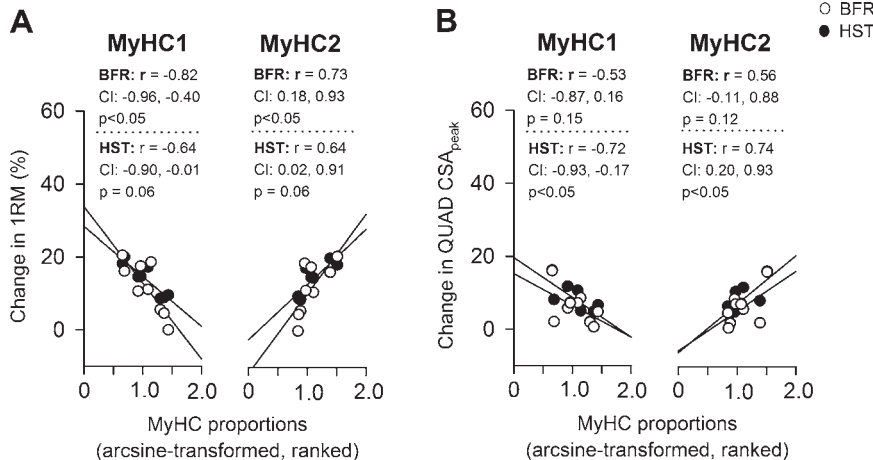 A
MyHC1
MyHC2
BFR: r = -0.82
CI: -0.96, -0.40
p<0.05
HST: r = -0.64
CI: -0.90, -0.01
p = 0.06
BFR: r = 0.73
CI: 0.18, 0.93
p<0.05
HST: r = 0.64
CI: 0.02, 0.91
p = 0.06
Change in 1RM (%)
60
40
20
0
0 1.0 2.0
0 1.0 2.0
MyHC proportions
(arcsine-transformed, ranked)
B
MyHC1
MyHC2
BFR
HST
BFR: r = -0.53
CI: -0.87, 0.16
p = 0.15
HST: r = -0.72
CI: -0.93, -0.17
p<0.05
BFR: r = 0.56
CI: -0.11, 0.88
p = 0.12
HST: r = 0.74
CI: 0.20, 0.93
p<0.05
Change in QUAD CSApeak
60
40
20
0
0 1.0 2.0
0 1.0 2.0
MyHC proportions
(arcsine-transformed, ranked)